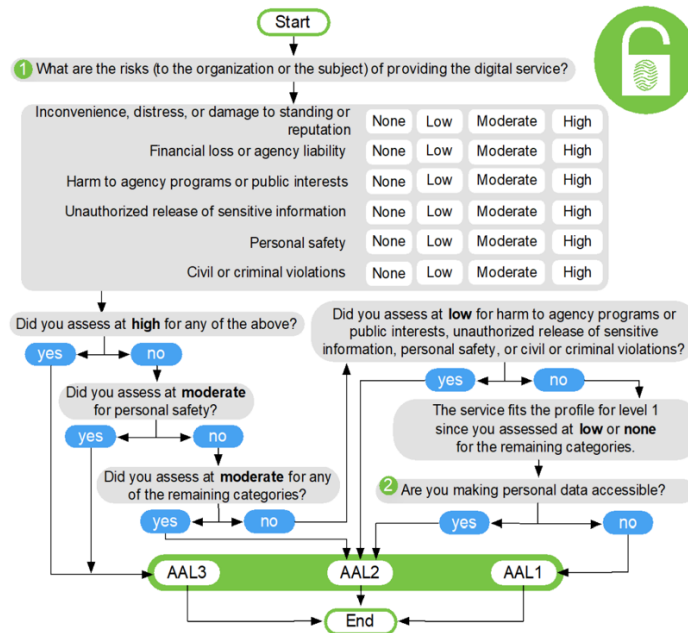 Start
1 What are the risks (to the organization or the subject) of providing the digital service?
Inconvenience, distress, or damage to standing or
reputation
None Low Moderate High
Financial loss or agency liability None Low Moderate High
Harm to agency programs or public interests None Low Moderate High
Unauthorized release of sensitive information None Low Moderate High
Personal safety None Low Moderate High
Civil or criminal violations None Low Moderate High
Did you assess at high for any of the above?
yes no
Did you assess at moderate
for personal safety?
yes no
Did you assess at moderate for any
of the remaining categories?
yes no
Did you assess at low for harm to agency programs or
public interests, unauthorized release of sensitive
information, personal safety, or civil or criminal violations?
yes no
The service fits the profile for level 1
since you assessed at low or none
for the remaining categories.
2 Are you making personal data accessible?
yes no
AAL3 AAL2 AAL1
End